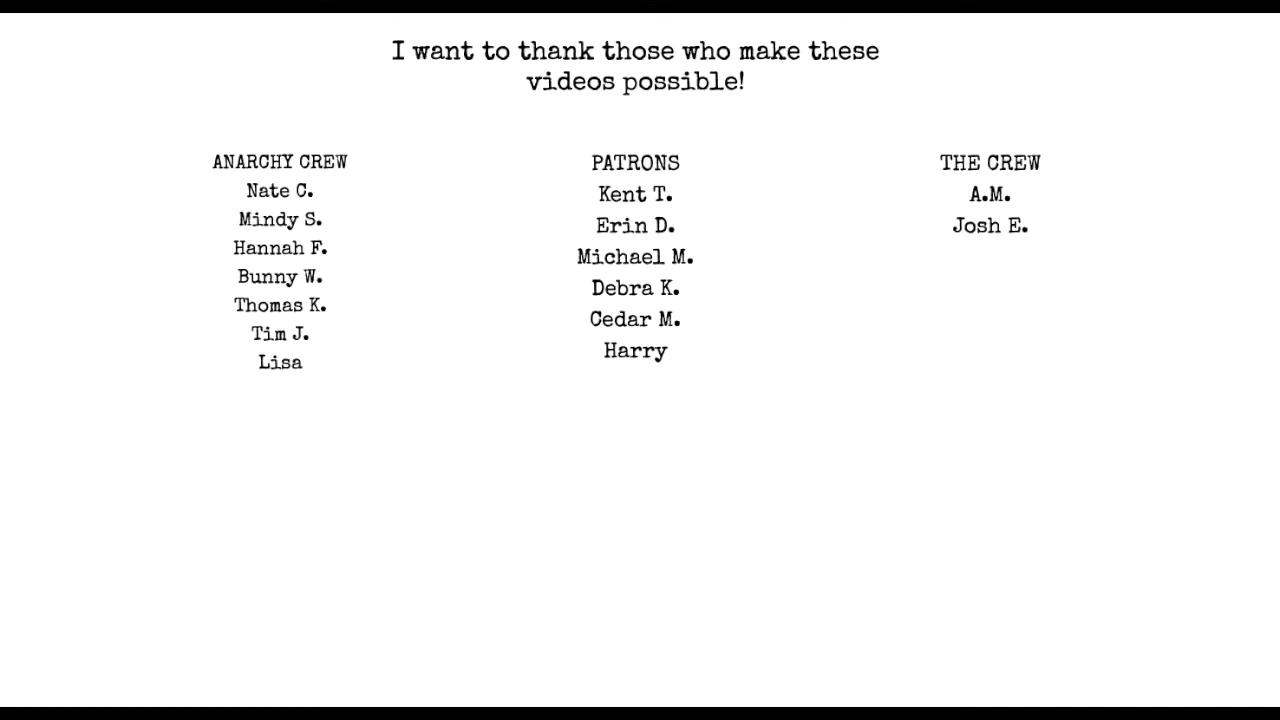 I want to thank those who make these
videos possible!
ANARCHY CREW
Nate C.
Mindy S.
Hannah F.
Bunny W.
Thomas K.
Tim J.
Lisa
PATRONS
Kent T.
Erin D.
Michael M.
Debra K.
Cedar M.
Harry
THE CREW
A.M.
Josh E.